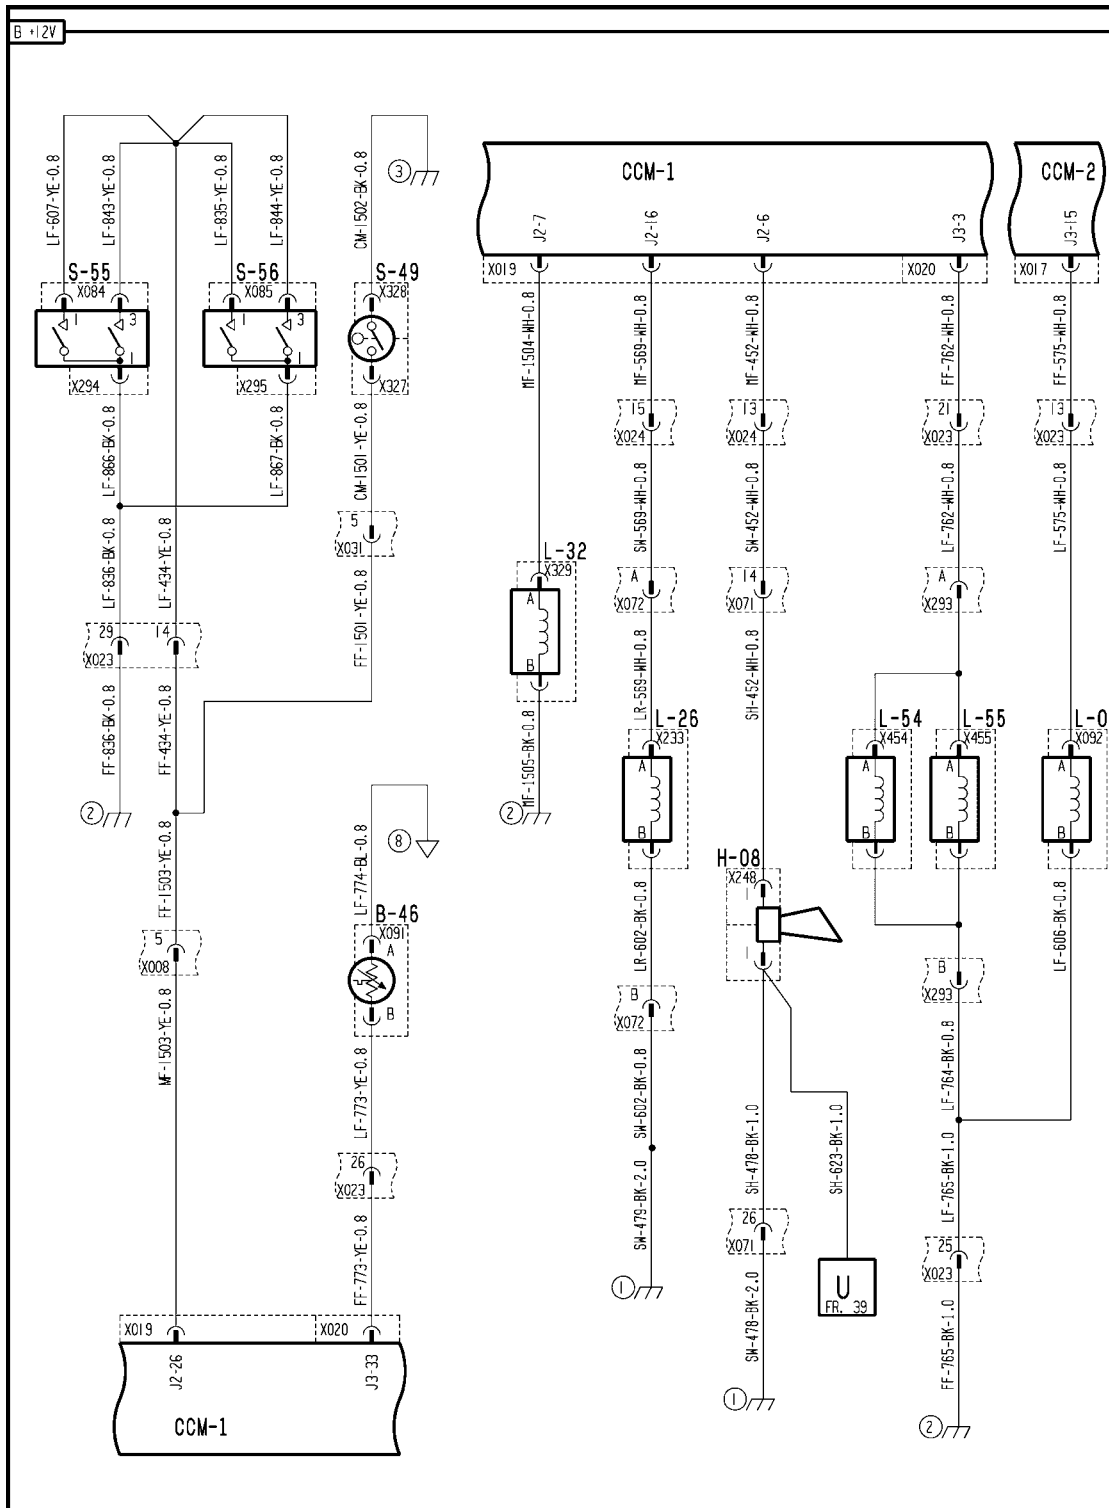 B +12V
LF-607-YE-0.8
LF-843-YE-0.8
LF-835-YE-0.8
LF-844-YE-0.8
CM-1502-BK-0.8
3
CCM-1
CCM-2
J2-7
J2-16
J2-6
J3-3
J3-15
X019
X020
X017
S-55
X084
S-56
X085
S-49
X328
1
3
1
3
1
1
X294
X295
X327
MF-1504-WH-0.8
MF-569-WH-0.8
MF-452-WH-0.8
FF-762-WH-0.8
FF-575-WH-0.8
15
X024
13
X024
21
X023
13
X023
LF-866-BK-0.8
LF-867-BK-0.8
CM-1501-YE-0.8
SW-569-WH-0.8
SW-452-WH-0.8
LF-762-WH-0.8
LF-575-WH-0.8
5
X031
LF-836-BK-0.8
LF-434-YE-0.8
FF-1501-YE-0.8
L-32
X329
A
B
A
X072
14
X071
A
X293
29
14
X023
FF-836-BK-0.8
FF-434-YE-0.8
LR-569-WH-0.8
SH-452-WH-0.8
MF-1505-BK-0.8
2
2
L-26
X233
A
B
L-54
X454
A
B
L-55
X455
A
B
L-0
X092
A
B
8
LF-774-BL-0.8
FF-1503-YE-0.8
H-08
X248
1
1
LR-602-BK-0.8
LF-606-BK-0.8
B-46
X091
A
B
5
X008
B
X072
B
X293
MF-1503-YE-0.8
LF-773-YE-0.8
SW-602-BK-0.8
LF-764-BK-0.8
SH-478-BK-1.0
SH-623-BK-1.0
26
X023
SW-479-BK-2.0
LF-765-BK-1.0
26
X071
25
X023
FF-773-YE-0.8
1
U
FR. 39
SW-478-BK-2.0
FF-765-BK-1.0
X019
X020
J2-26
J3-33
1
2
CCM-1